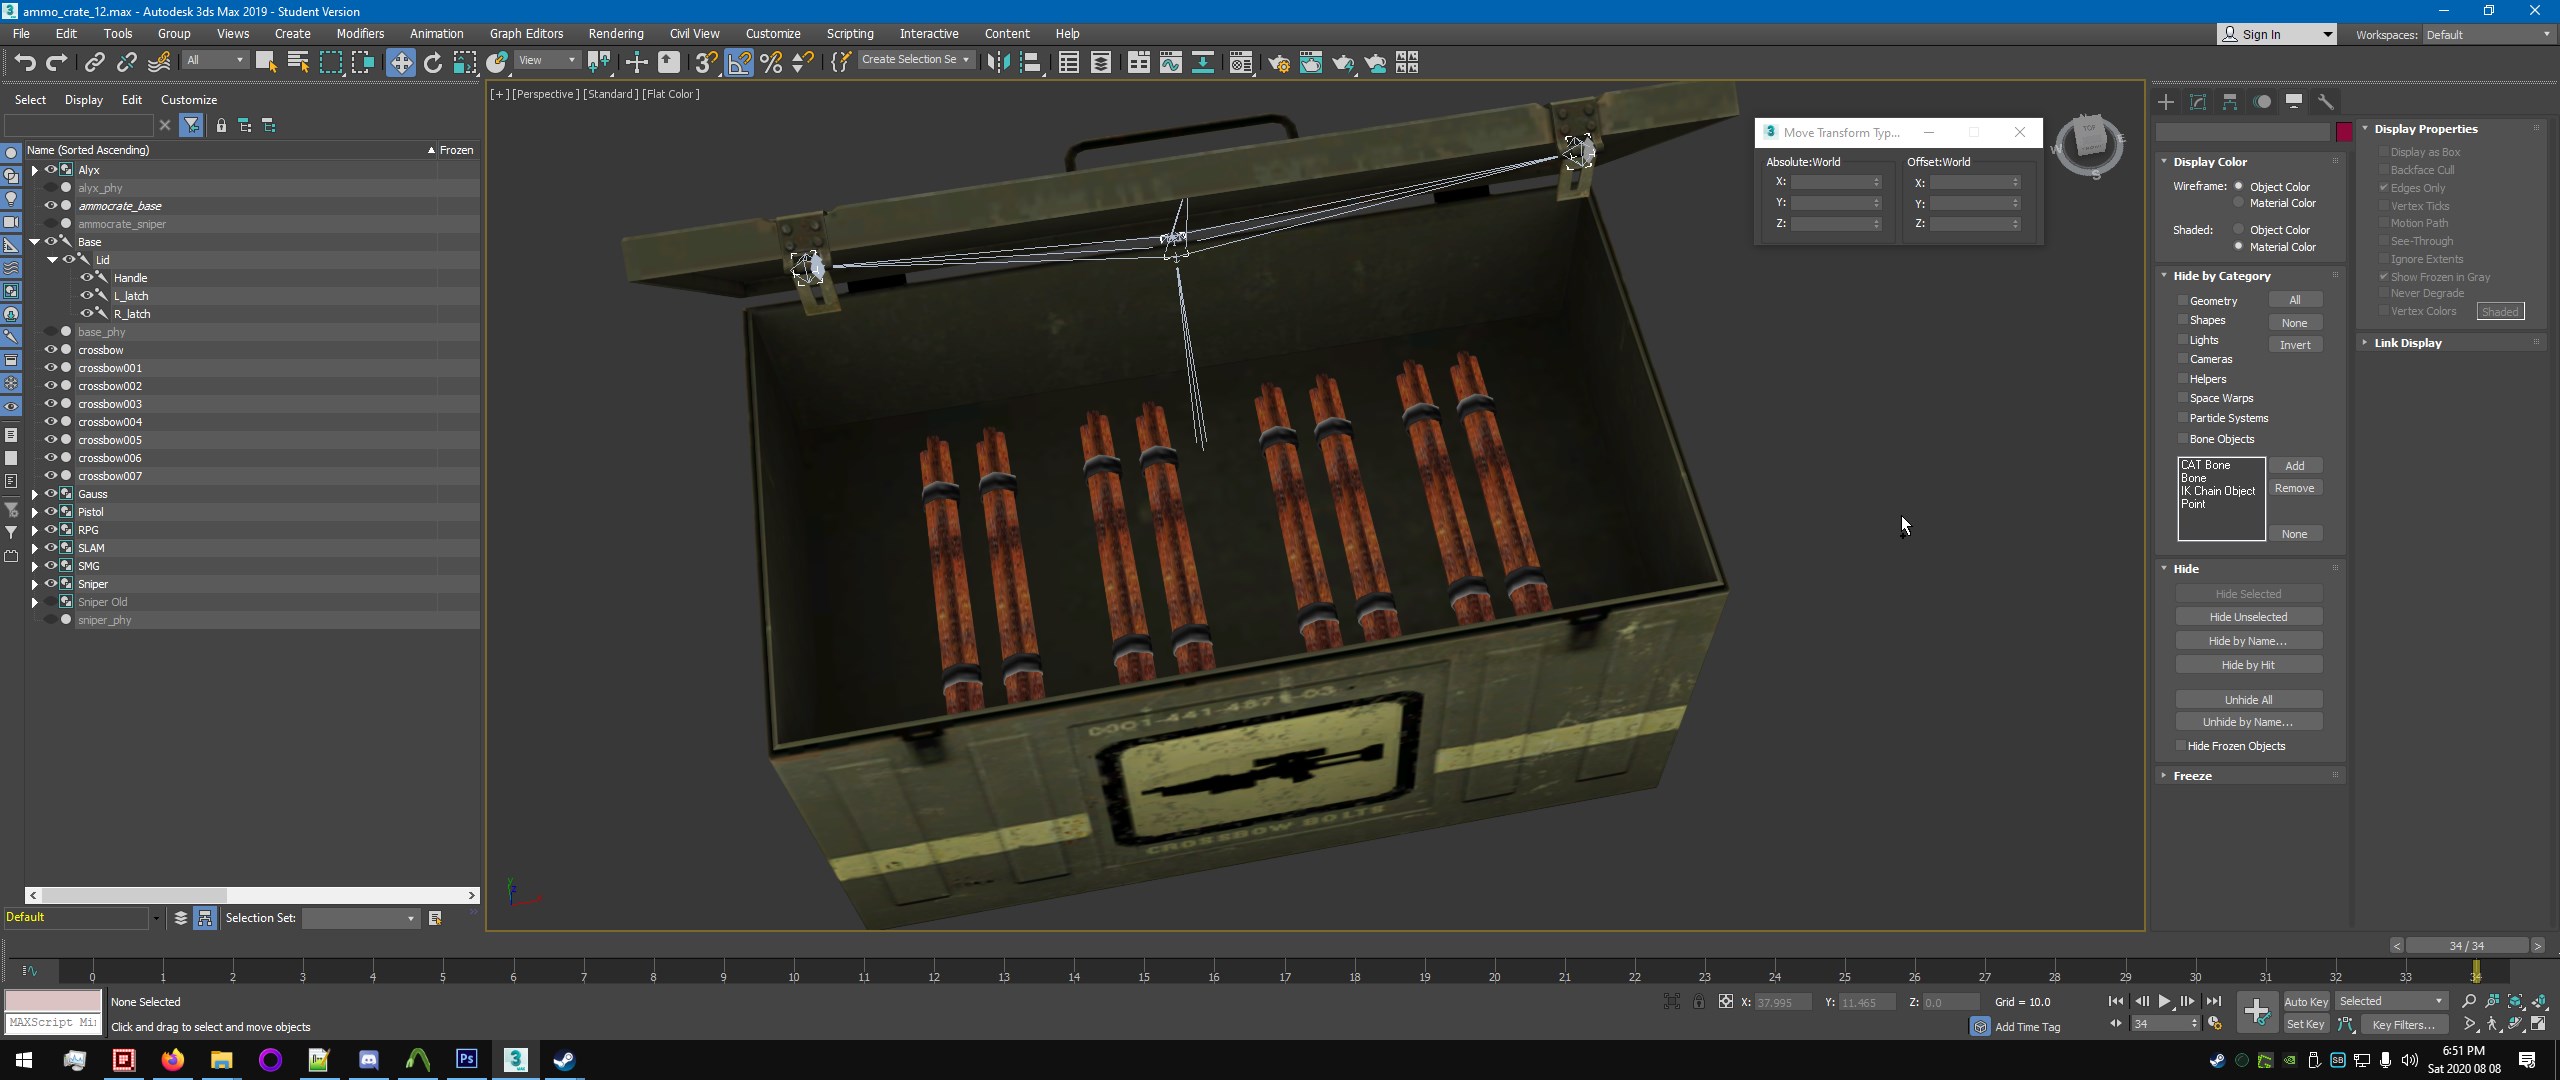 ammo_crate_12.max - Autodesk 3ds Max 2019 - Student Version
File Edit Tools Group Views Create Modifiers Animation Graph Editors Rendering Civil View Customize Scripting Interactive Content Help
Sign In
Workspaces: Default
All
View
Create Selection Se
Select Display Edit Customize
Name (Sorted Ascending) Frozen
Alyx
alyx_phy
ammocrate_base
ammocrate_sniper
Base
Lid
Handle
L_latch
R_latch
base_phy
crossbow
crossbow001
crossbow002
crossbow003
crossbow004
crossbow005
crossbow006
crossbow007
Gauss
Pistol
RPG
SLAM
SMG
Sniper
Sniper Old
sniper_phy
Default
Selection Set:
[+] [Perspective ] [Standard ] [Flat Color ]
CROSSBOW BOLTS
Move Transform Typ...
Absolute:World Offset:World
X: X:
Y: Y:
Z: Z:
TOP
W
E
S
Display Color
Wireframe: Object Color
Material Color
Shaded: Object Color
Material Color
Hide by Category
Geometry All
Shapes
None
Lights
Invert
Cameras
Helpers
Space Warps
Particle Systems
Bone Objects
CAT Bone
Bone
IK Chain Object
Point
Add
Remove
None
Hide
Hide Selected
Hide Unselected
Hide by Name...
Hide by Hit
Unhide All
Unhide by Name...
Hide Frozen Objects
Freeze
Display Properties
Display as Box
Backface Cull
Edges Only
Vertex Ticks
Motion Path
See-Through
Ignore Extents
Show Frozen in Gray
Never Degrade
Vertex Colors Shaded
Link Display
< 34 / 34 >
0 1 2 3 4 5 6 7 8 9 10 11 12 13 14 15 16 17 18 19 20 21 22 23 24 25 26 27 28 29 30 31 32 33 34
None Selected
MAXScript Mi
Click and drag to select and move objects
X: 37.995 Y: 11.465 Z: 0.0 Grid = 10.0
Add Time Tag
34
Auto Key Selected
Set Key Key Filters...
Ps
3
SB
6:51 PM
Sat 2020 08 08